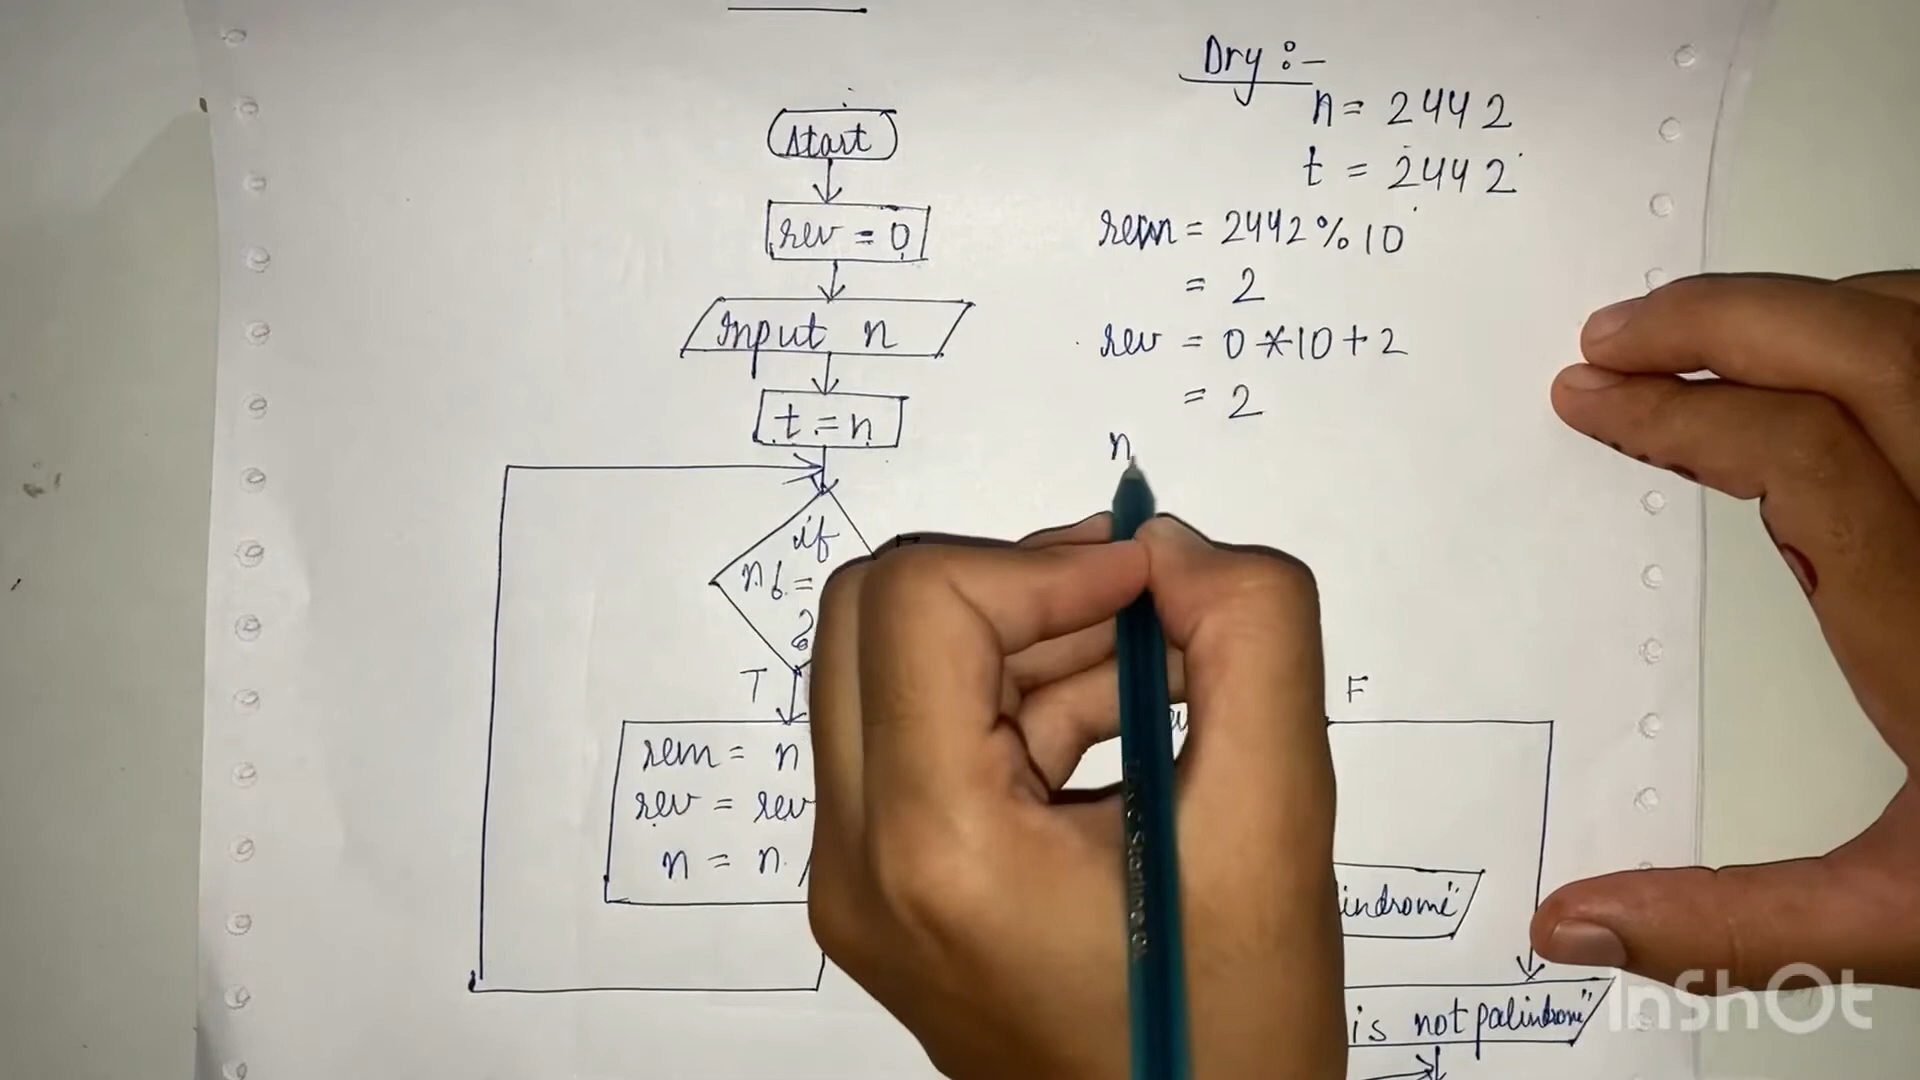 Dry :-
n = 2442
t = 2442
rem = 2442 % 10
= 2
rev = 0 * 10 + 2
= 2
n
start
rev = 0
Input n
t = n
if
n
=
?
T
F
rem = n
rev = rev
n = n /
is not palindrome"
InShOt